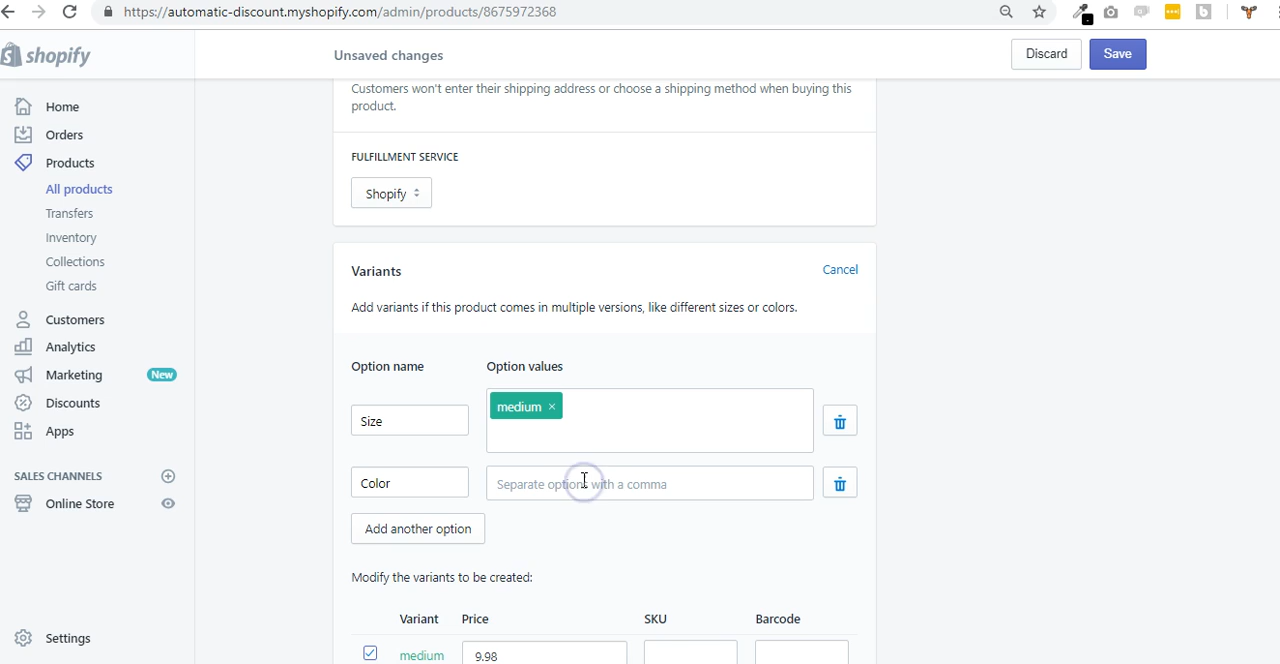 https://automatic-discount.myshopify.com/admin/products/8675972368
shopify
Unsaved changes
Discard
Save
Home
Orders
Products
All products
Transfers
Inventory
Collections
Gift cards
Customers
Analytics
Marketing
New
Discounts
Apps
SALES CHANNELS
Online Store
Settings
Customers won't enter their shipping address or choose a shipping method when buying this
product.
FULFILLMENT SERVICE
Shopify
Variants
Cancel
Add variants if this product comes in multiple versions, like different sizes or colors.
Option name
Option values
Size
medium ×
Color
Separate options with a comma
Add another option
Modify the variants to be created:
Variant
Price
SKU
Barcode
medium
9.98